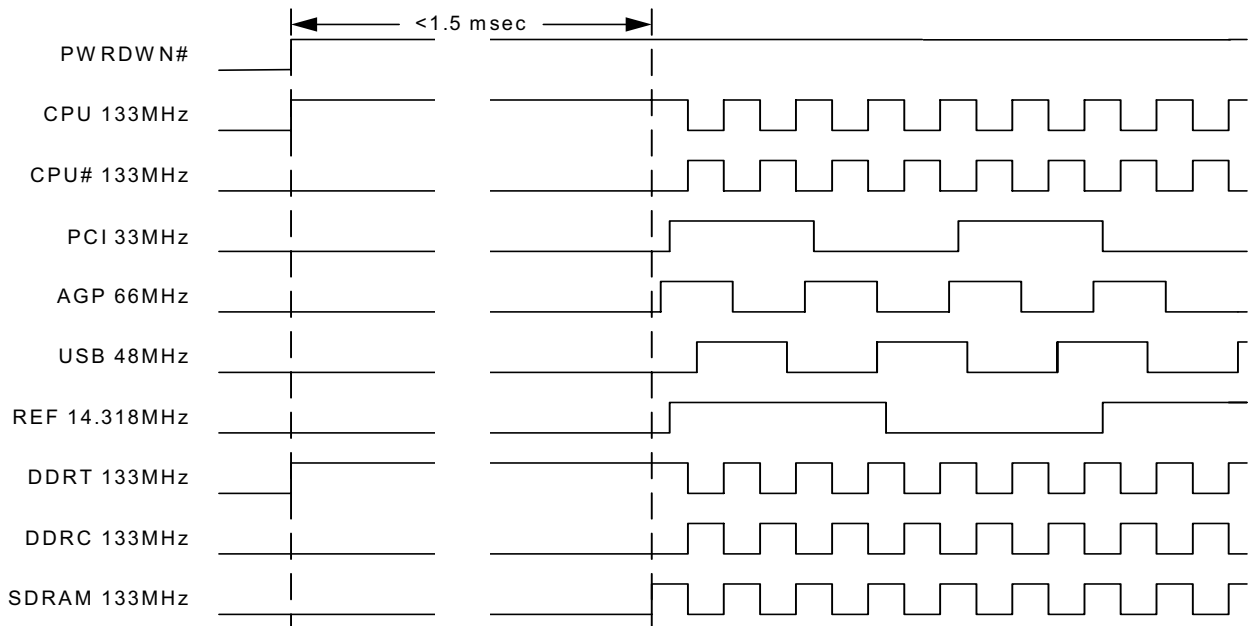 <1.5 msec
PWRDWN#
CPU 133MHz
CPU# 133MHz
PCI 33MHz
AGP 66MHz
USB 48MHz
REF 14.318MHz
DDRT 133MHz
DDRC 133MHz
SDRAM 133MHz